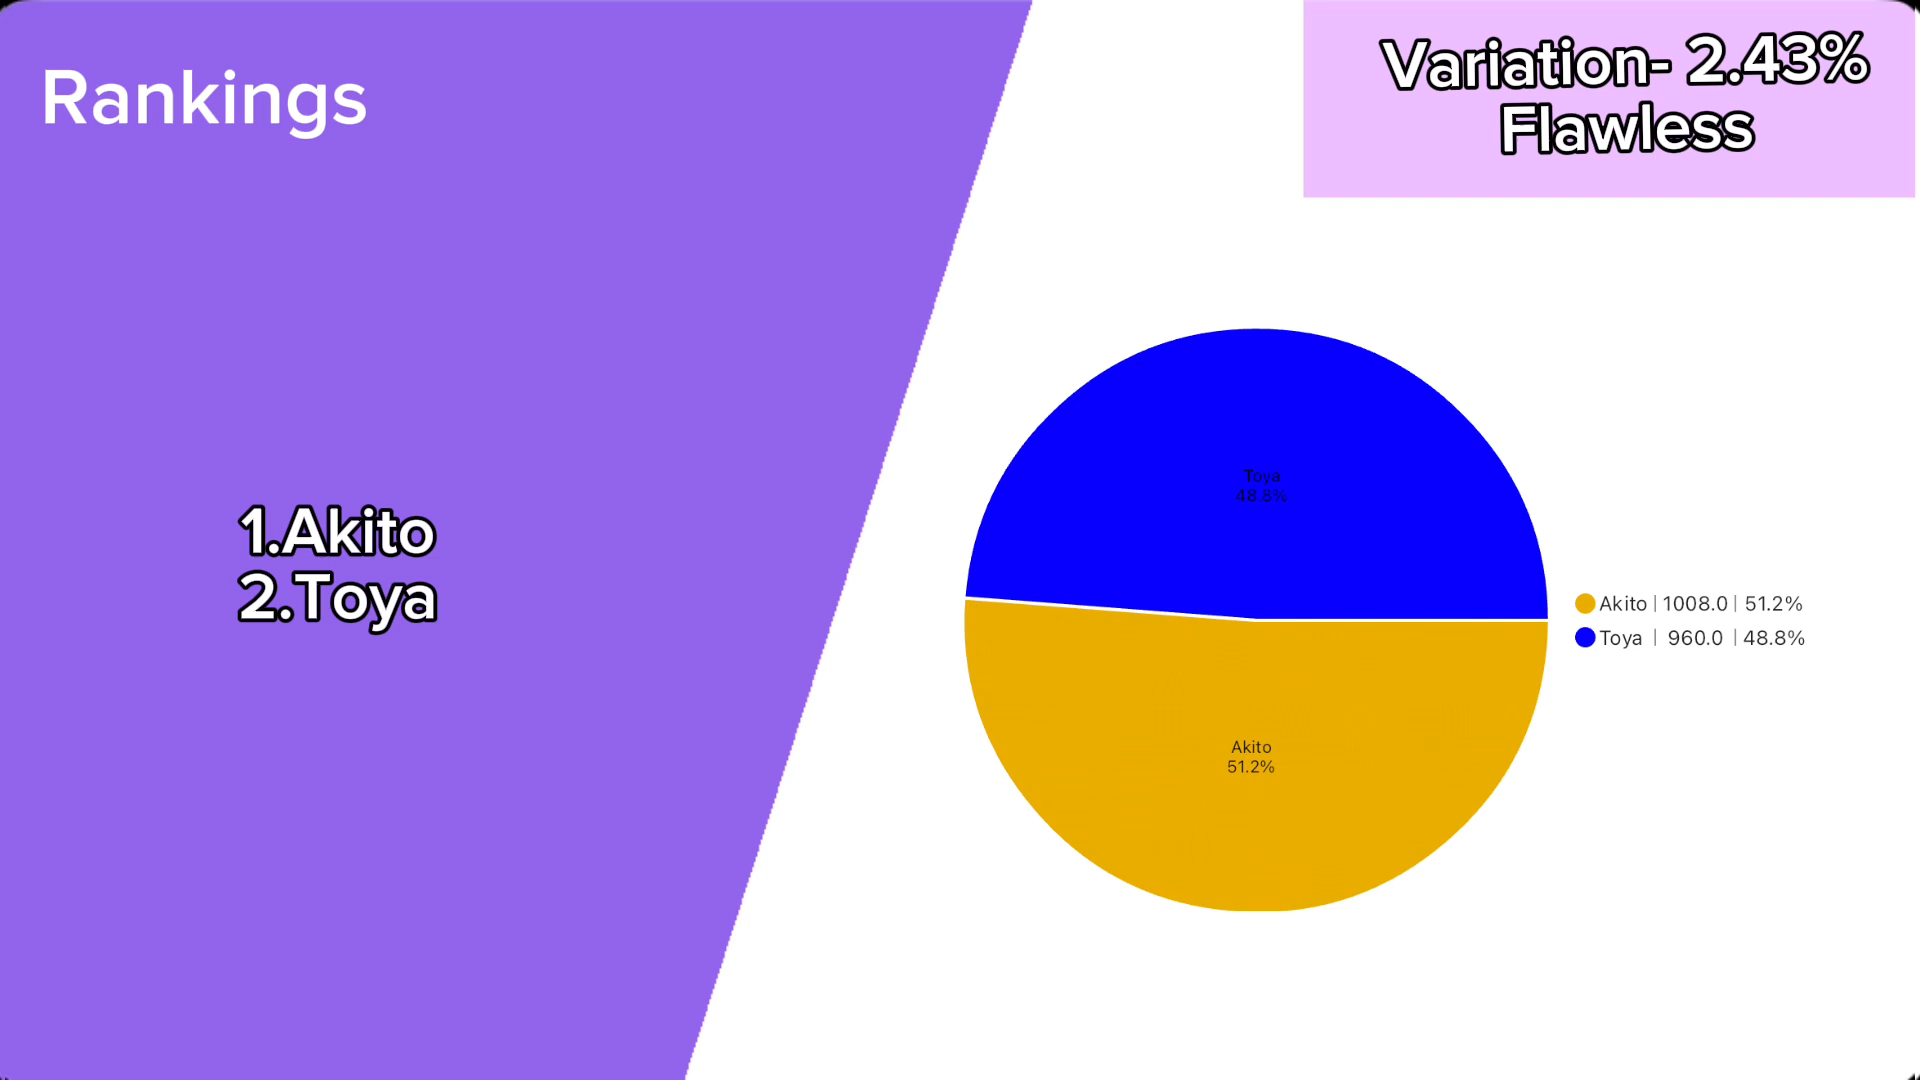 Rankings
Variation- 2.43%
Flawless
1.Akito
2.Toya
Toya
48.8%
Akito
51.2%
Akito | 1008.0 | 51.2%
Toya | 960.0 | 48.8%